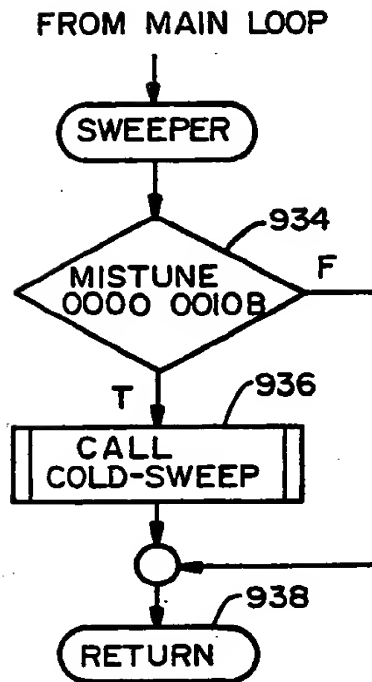 FROM MAIN LOOP
SWEEPER
934
MISTUNE
0000 0010B
F
T
936
CALL
COLD-SWEEP
938
RETURN